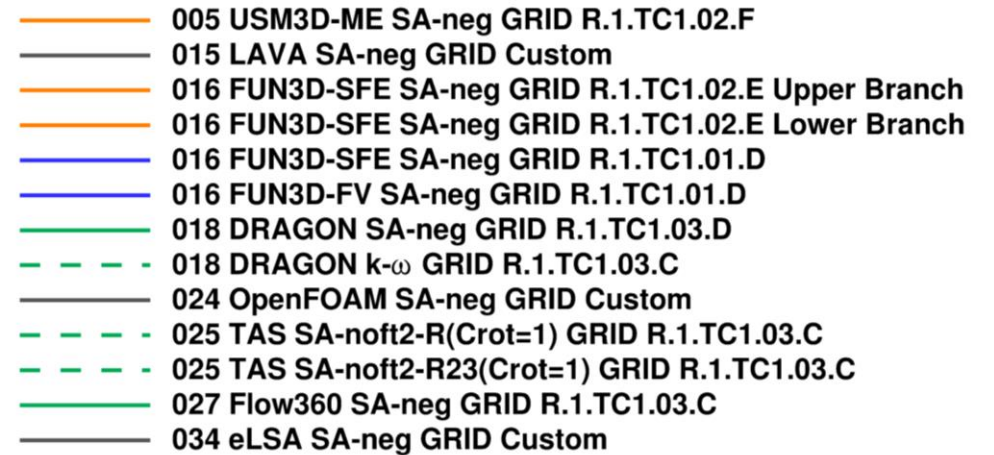 005 USM3D-ME SA-neg GRID R.1.TC1.02.F
015 LAVA SA-neg GRID Custom
016 FUN3D-SFE SA-neg GRID R.1.TC1.02.E Upper Branch
016 FUN3D-SFE SA-neg GRID R.1.TC1.02.E Lower Branch
016 FUN3D-SFE SA-neg GRID R.1.TC1.01.D
016 FUN3D-FV SA-neg GRID R.1.TC1.01.D
018 DRAGON SA-neg GRID R.1.TC1.03.D
018 DRAGON k-ω GRID R.1.TC1.03.C
024 OpenFOAM SA-neg GRID Custom
025 TAS SA-noft2-R(Crot=1) GRID R.1.TC1.03.C
025 TAS SA-noft2-R23(Crot=1) GRID R.1.TC1.03.C
027 Flow360 SA-neg GRID R.1.TC1.03.C
034 eLSA SA-neg GRID Custom